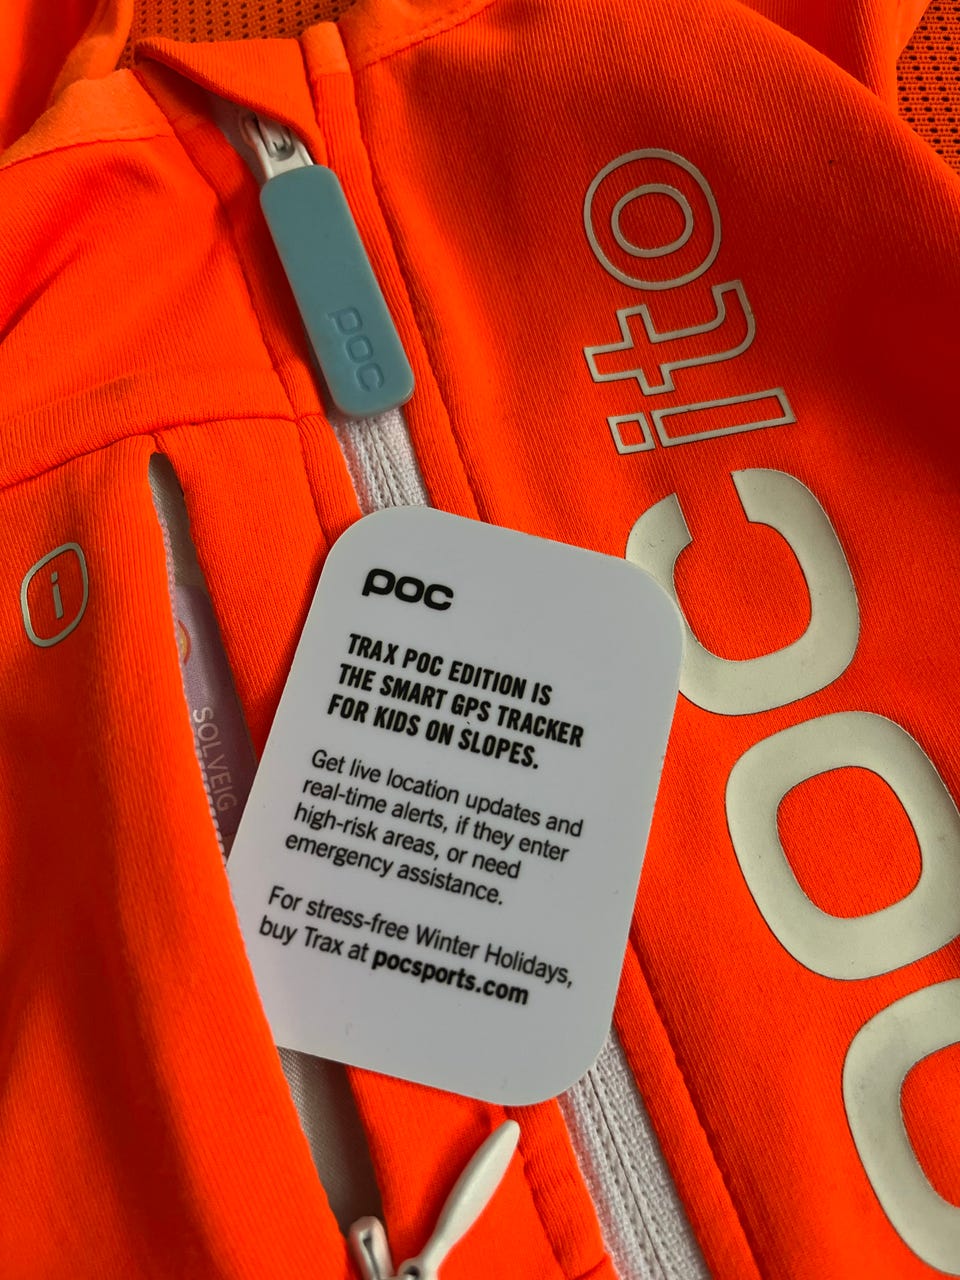 poc
pocito
i
SOLVEIG
poc
TRAX POC EDITION IS
THE SMART GPS TRACKER
FOR KIDS ON SLOPES.
Get live location updates and
real-time alerts, if they enter
high-risk areas, or need
emergency assistance.
For stress-free Winter Holidays,
buy Trax at pocsports.com